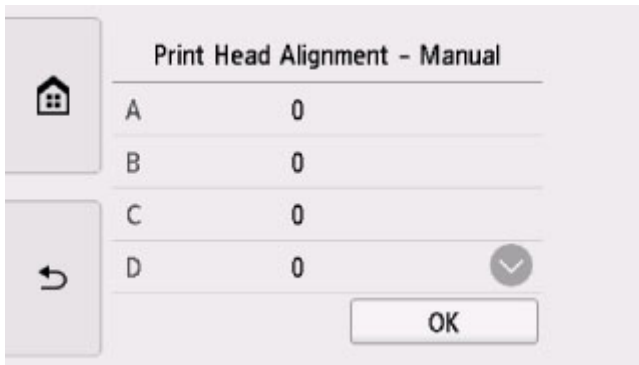 Print Head Alignment - Manual
A 0
B 0
C 0
D 0
OK